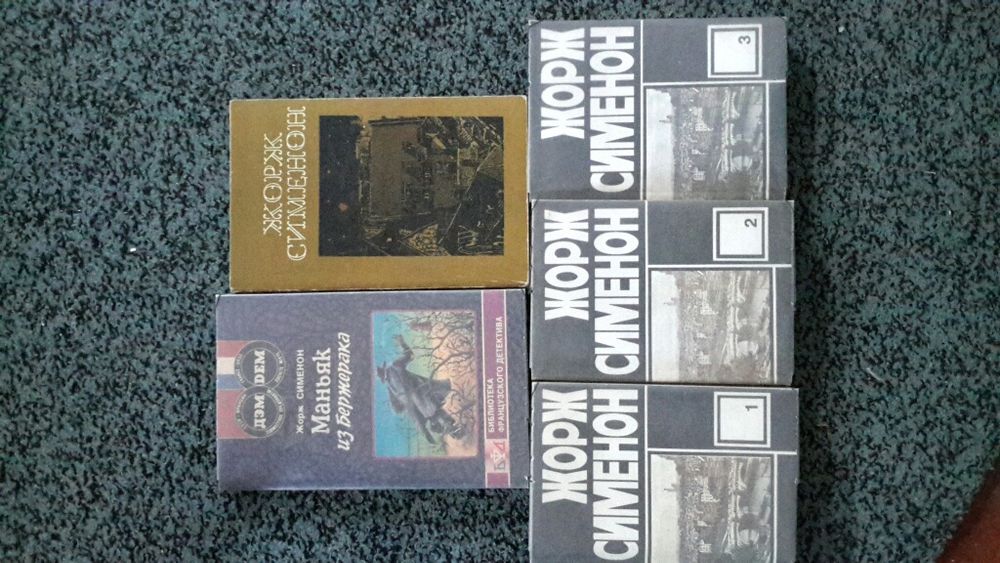 ЖОРЖ
СИМЕНОН
ДЭМ DEM
Жорж СИМЕНОН
Маньяк
из Бержерака
БФД
БИБЛИОТЕКА
ФРАНЦУЗСКОГО ДЕТЕКТИВА
ЖОРЖ
СИМЕНОН
3
ЖОРЖ
СИМЕНОН
2
ЖОРЖ
СИМЕНОН
1